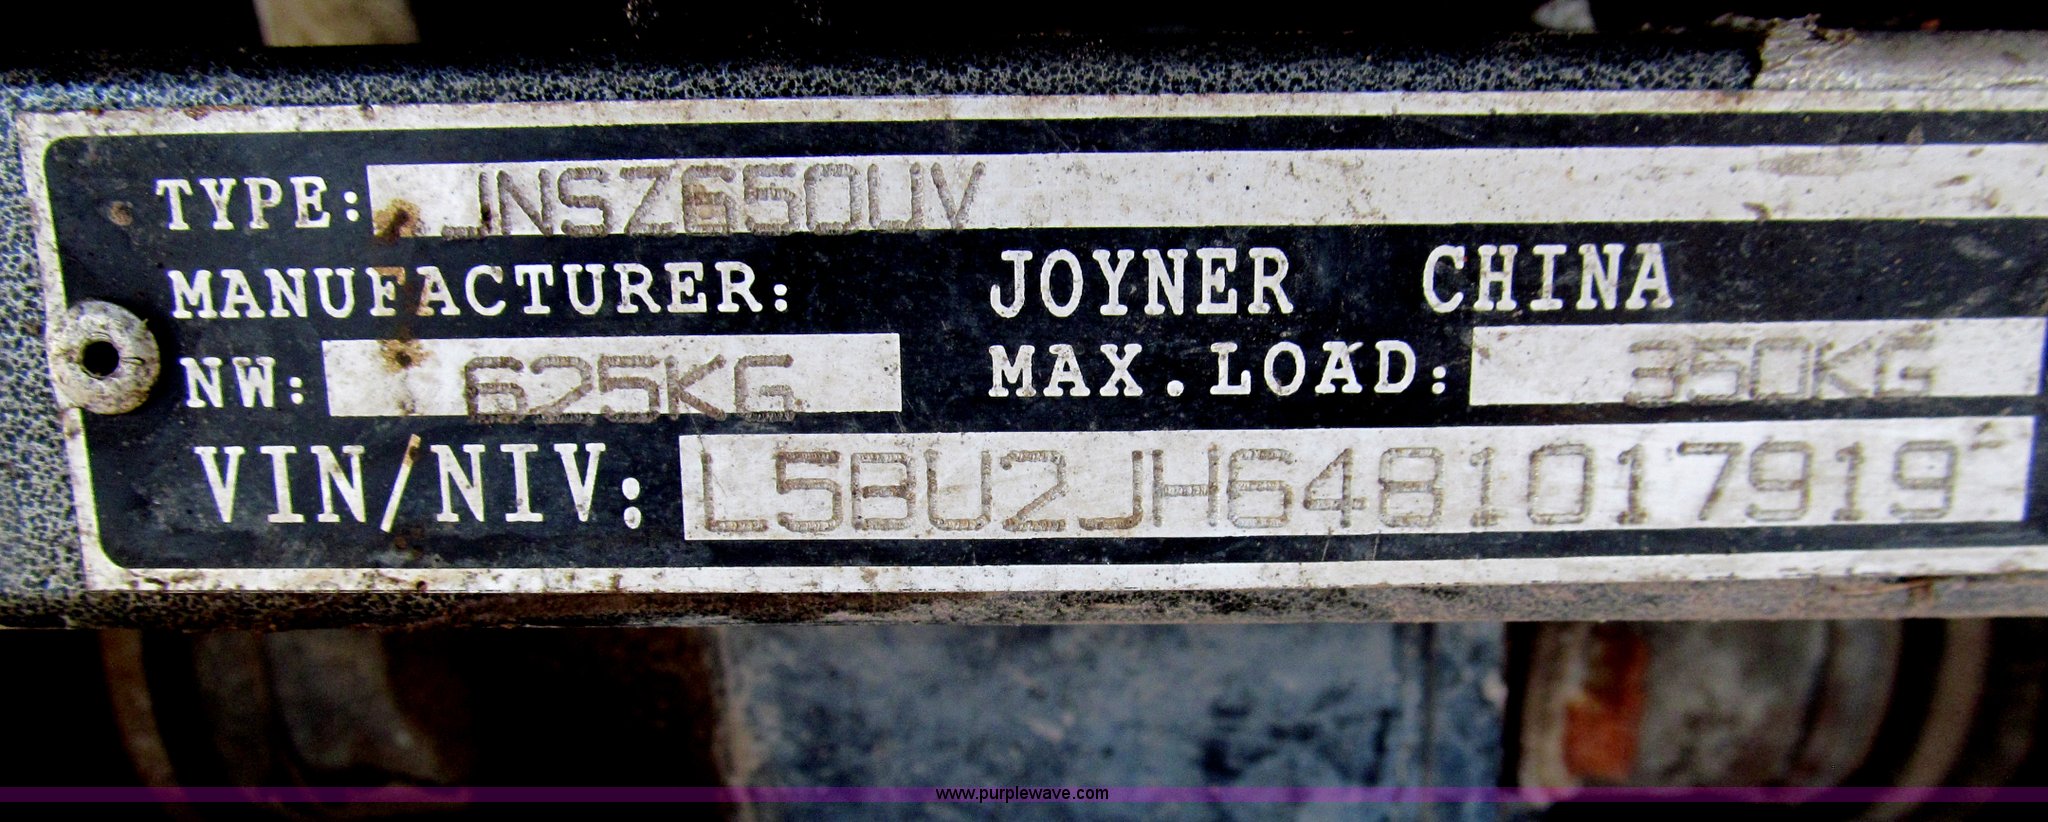 TYPE: JNSZ650UV
MANUFACTURER: JOYNER CHINA
NW: 625KG MAX.LOAD: 350KG
VIN/NIV: L5BU2JH6481017919
www.purplewave.com